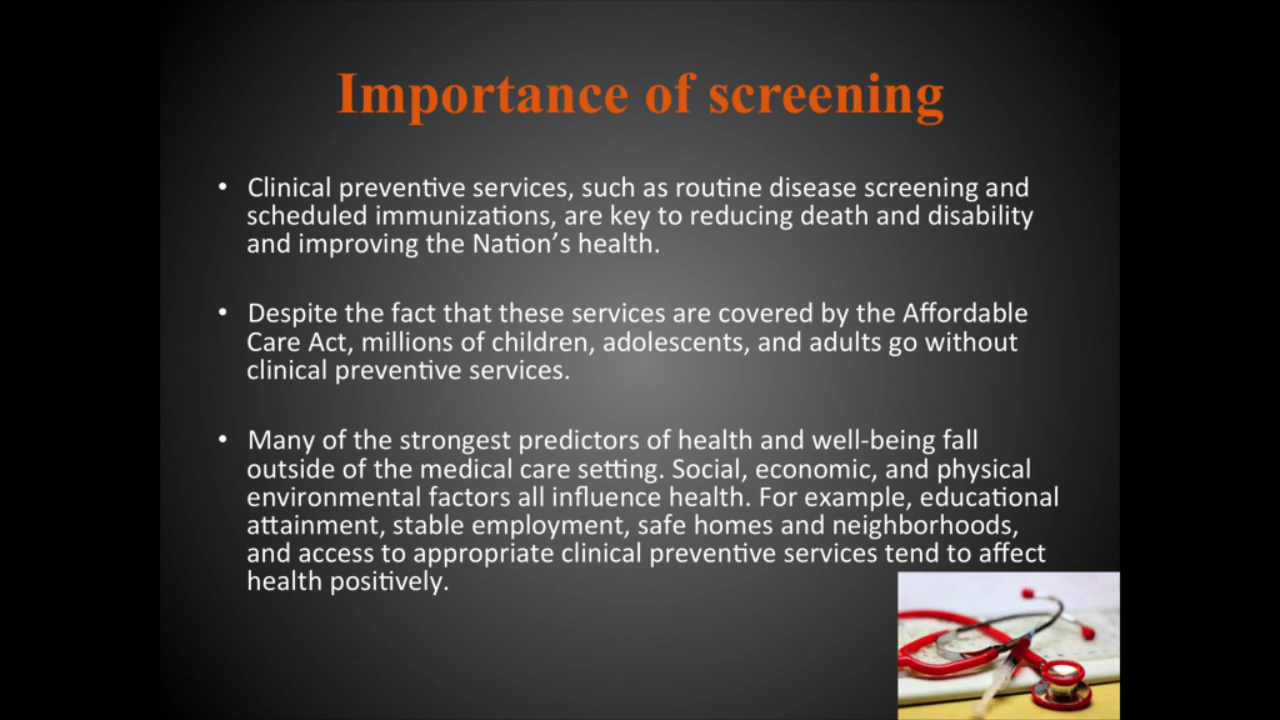 Importance of screening
• Clinical preventive services, such as routine disease screening and
scheduled immunizations, are key to reducing death and disability
and improving the Nation’s health.
• Despite the fact that these services are covered by the Affordable
Care Act, millions of children, adolescents, and adults go without
clinical preventive services.
• Many of the strongest predictors of health and well-being fall
outside of the medical care setting. Social, economic, and physical
environmental factors all influence health. For example, educational
attainment, stable employment, safe homes and neighborhoods,
and access to appropriate clinical preventive services tend to affect
health positively.